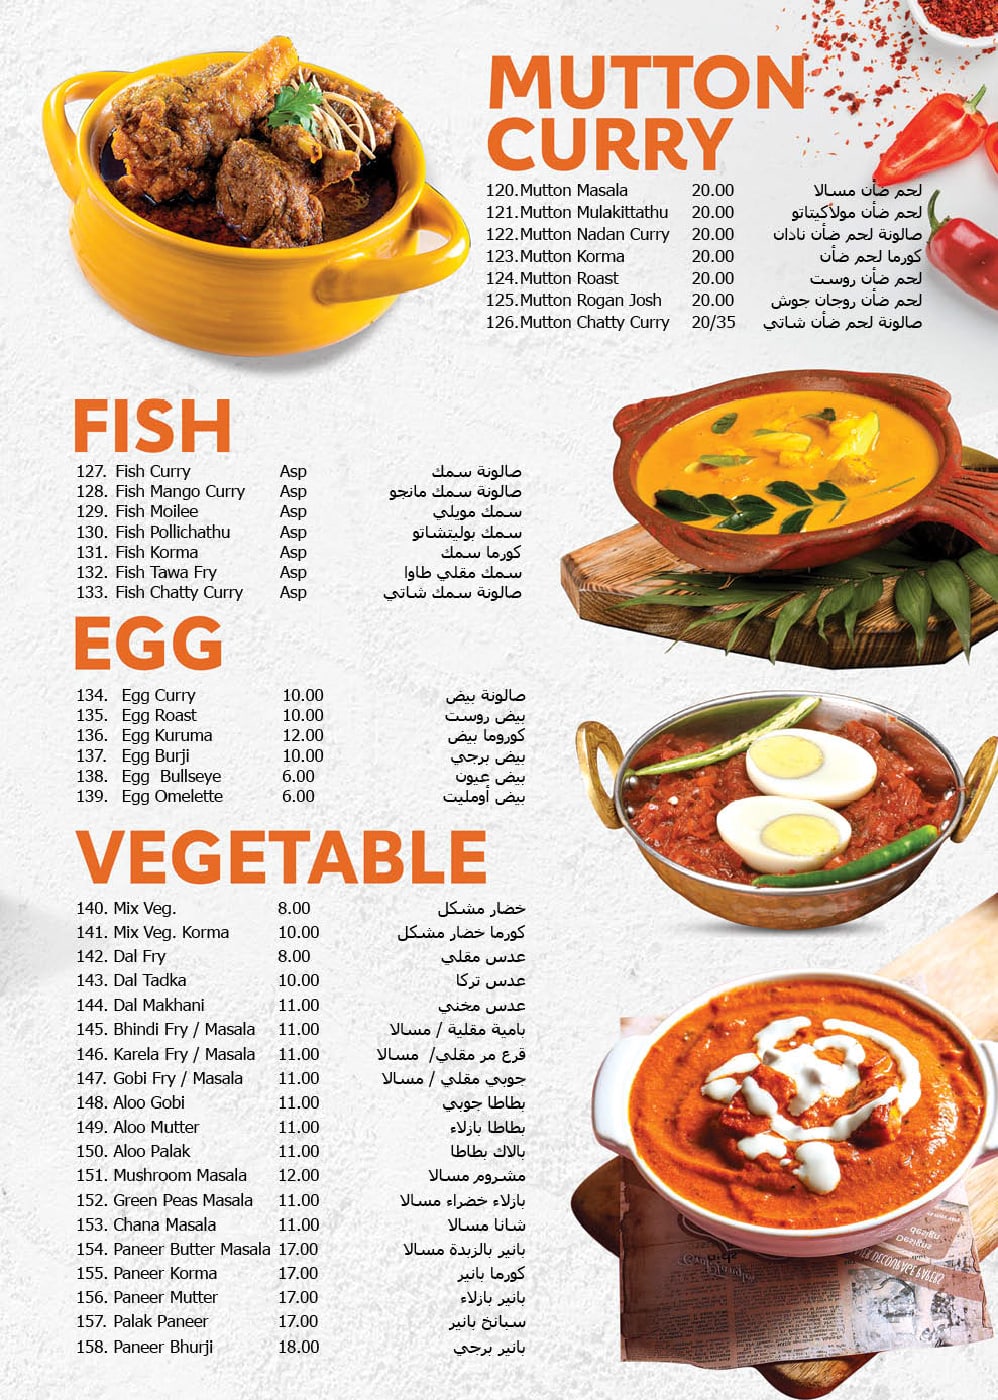 MUTTON
CURRY
120. Mutton Masala 20.00 لحم ضأن مسالا
121. Mutton Mulakittathu 20.00 لحم ضأن مولاكيتاتو
122. Mutton Nadan Curry 20.00 صالونة لحم ضأن نادان
123. Mutton Korma 20.00 كورما لحم ضأن
124. Mutton Roast 20.00 لحم ضأن روست
125. Mutton Rogan Josh 20.00 لحم ضأن روجان جوش
126. Mutton Chatty Curry 20/35 صالونة لحم ضأن شاتي
FISH
127. Fish Curry Asp صالونة سمك
128. Fish Mango Curry Asp صالونة سمك مانجو
129. Fish Moilee Asp سمك مويلي
130. Fish Pollichathu Asp سمك بوليتشاتو
131. Fish Korma Asp كورما سمك
132. Fish Tawa Fry Asp سمك مقلي طاوا
133. Fish Chatty Curry Asp صالونة سمك شاتي
EGG
134. Egg Curry 10.00 صالونة بيض
135. Egg Roast 10.00 بيض روست
136. Egg Kuruma 12.00 كوروما بيض
137. Egg Burji 10.00 بيض برجي
138. Egg Bullseye 6.00 بيض عيون
139. Egg Omelette 6.00 بيض أومليت
VEGETABLE
140. Mix Veg. 8.00 خضار مشكل
141. Mix Veg. Korma 10.00 كورما خضار مشكل
142. Dal Fry 8.00 عدس مقلي
143. Dal Tadka 10.00 عدس تركا
144. Dal Makhani 11.00 عدس مخني
145. Bhindi Fry / Masala 11.00 بامية مقلية / مسالا
146. Karela Fry / Masala 11.00 قرع مر مقلي/ مسالا
147. Gobi Fry / Masala 11.00 جوبي مقلي / مسالا
148. Aloo Gobi 11.00 بطاطا جوبي
149. Aloo Mutter 11.00 بطاطا بازلاء
150. Aloo Palak 11.00 بالاك بطاطا
151. Mushroom Masala 12.00 مشروم مسالا
152. Green Peas Masala 11.00 بازلاء خضراء مسالا
153. Chana Masala 11.00 شانا مسالا
154. Paneer Butter Masala 17.00 بانير بالزبدة مسالا
155. Paneer Korma 17.00 كورما بانير
156. Paneer Mutter 17.00 بانير بازلاء
157. Palak Paneer 17.00 سبانخ بانير
158. Paneer Bhurji 18.00 بانير برجي